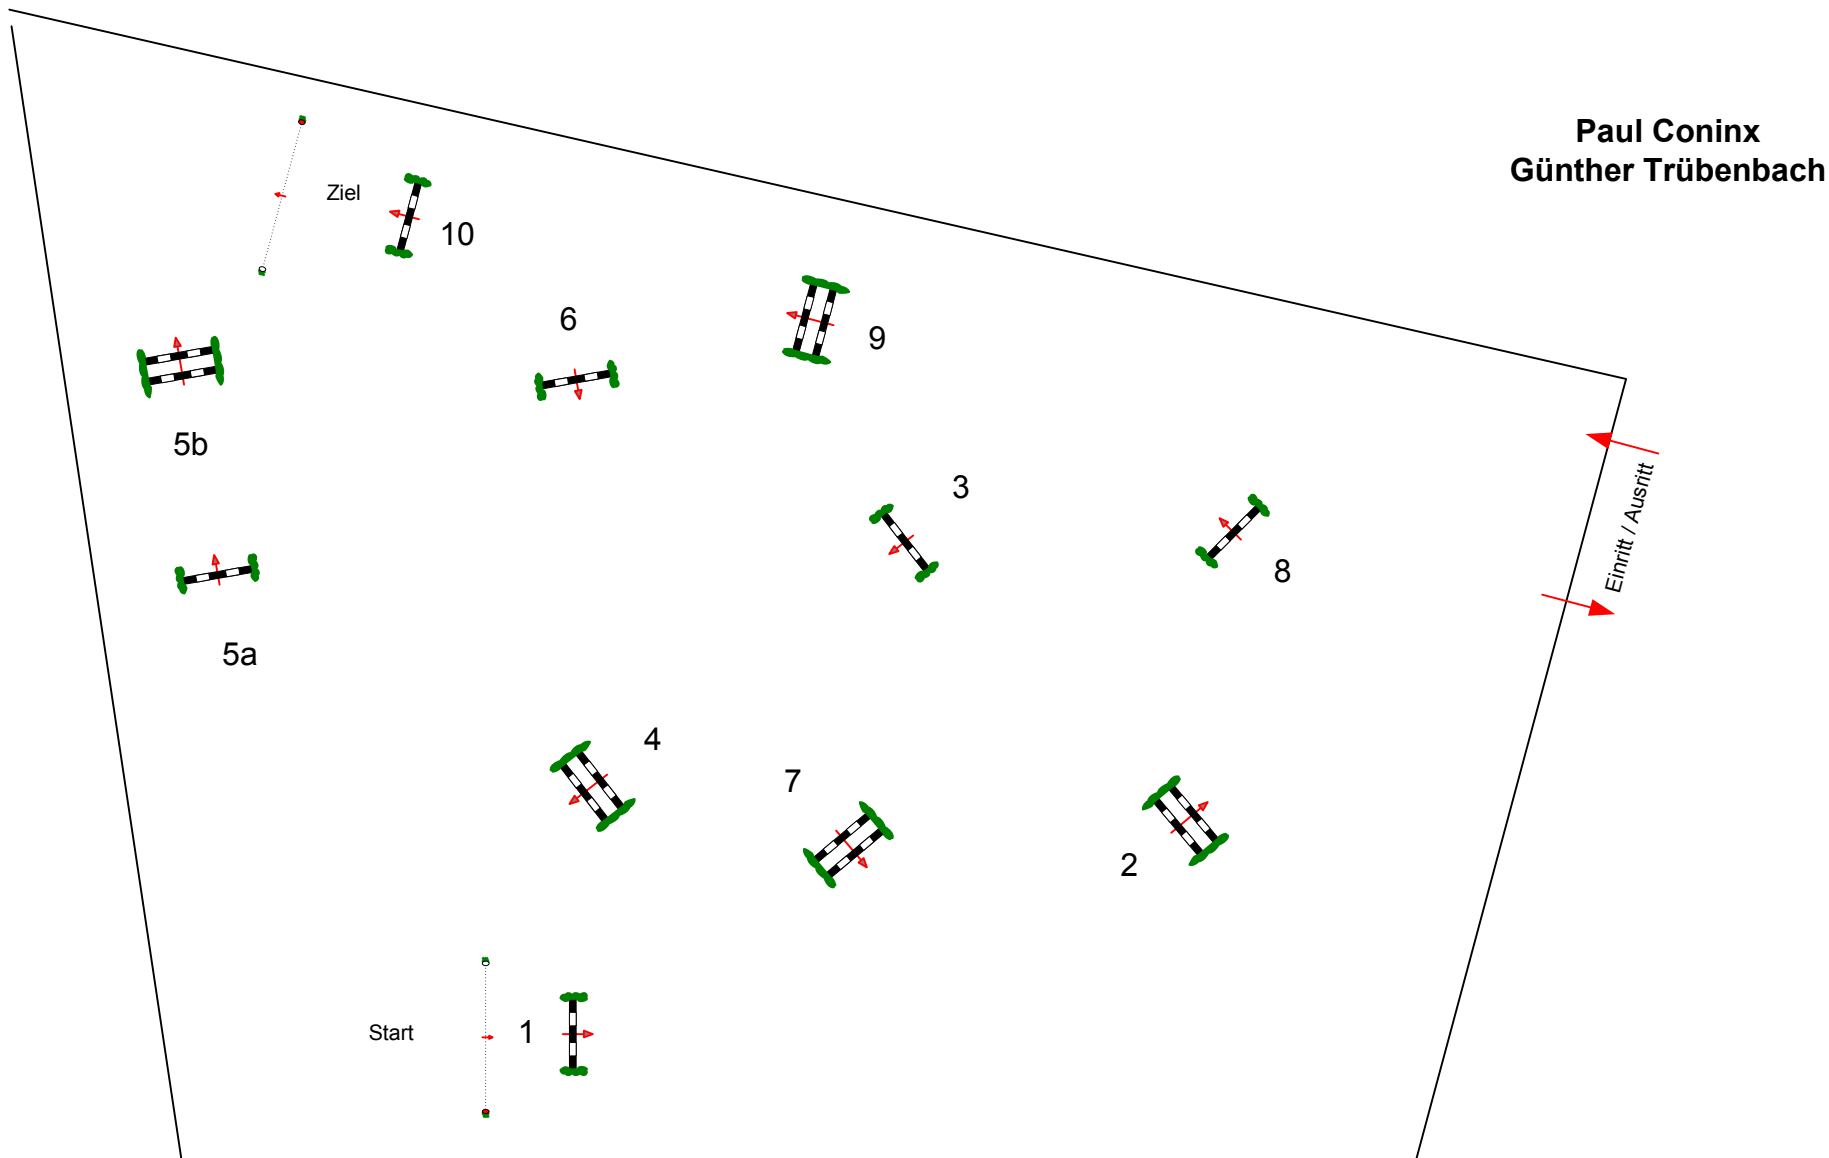 Paul Coninx
Günther Trübenbach
Ziel
10
6
9
5b
3
Einritt / Ausritt
8
5a
4
7
2
Start
1